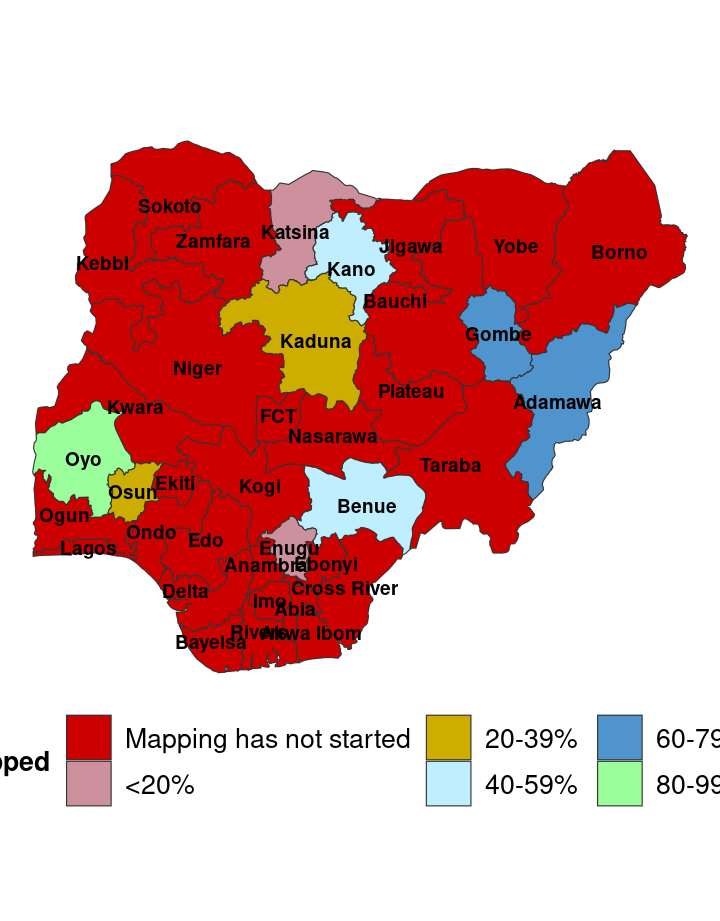 Sokoto
Katsina
Zamfara
Jigawa
Yobe
Borno
Kebbi
Kano
Bauchi
Gombe
Kaduna
Niger
Plateau
Adamawa
Kwara
FCT
Nasarawa
Oyo
Taraba
Ekiti
Kogi
Osun
Benue
Ogun
Ondo
Edo
Lagos
Enugu
Anambra
Ebonyi
Delta
Cross River
Imo
Abia
Rivers
Akwa Ibom
Bayelsa
pped
Mapping has not started
20-39%
60-79
<20%
40-59%
80-99